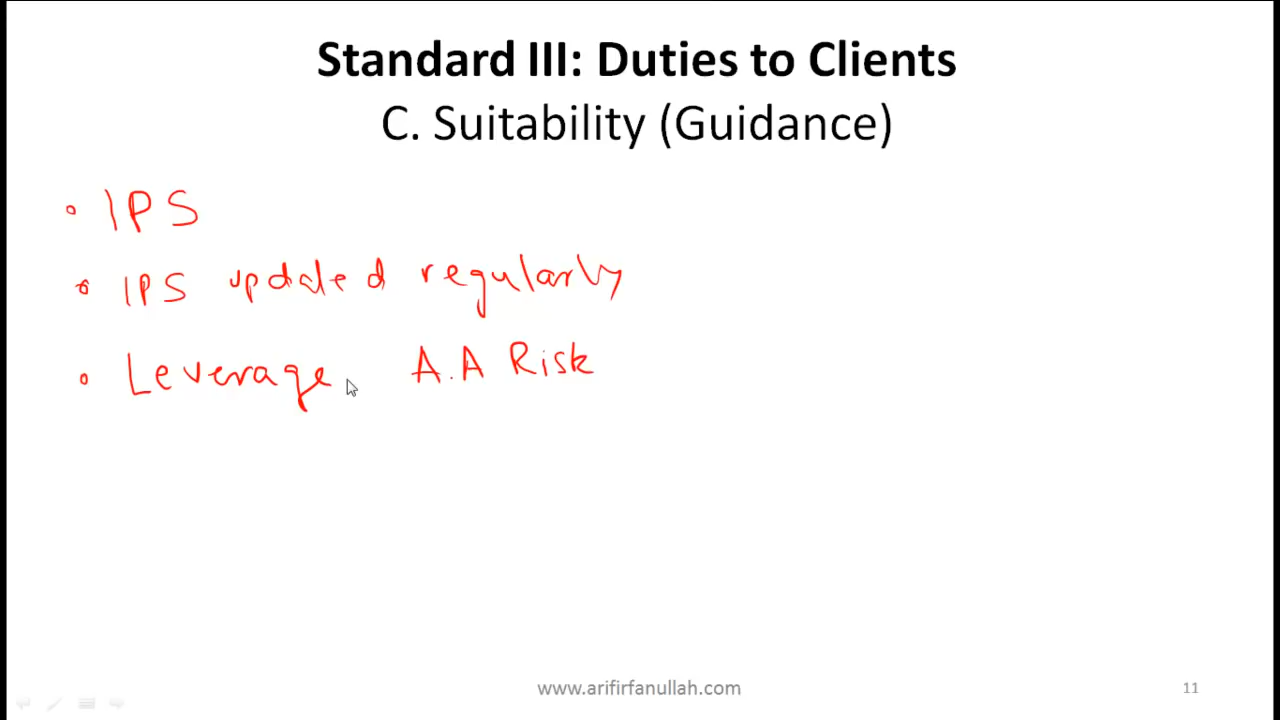 Standard III: Duties to Clients
C. Suitability (Guidance)
• IPS
• IPS updated regularly
• Leverage, A.A Risk
www.arifirfanullah.com
11